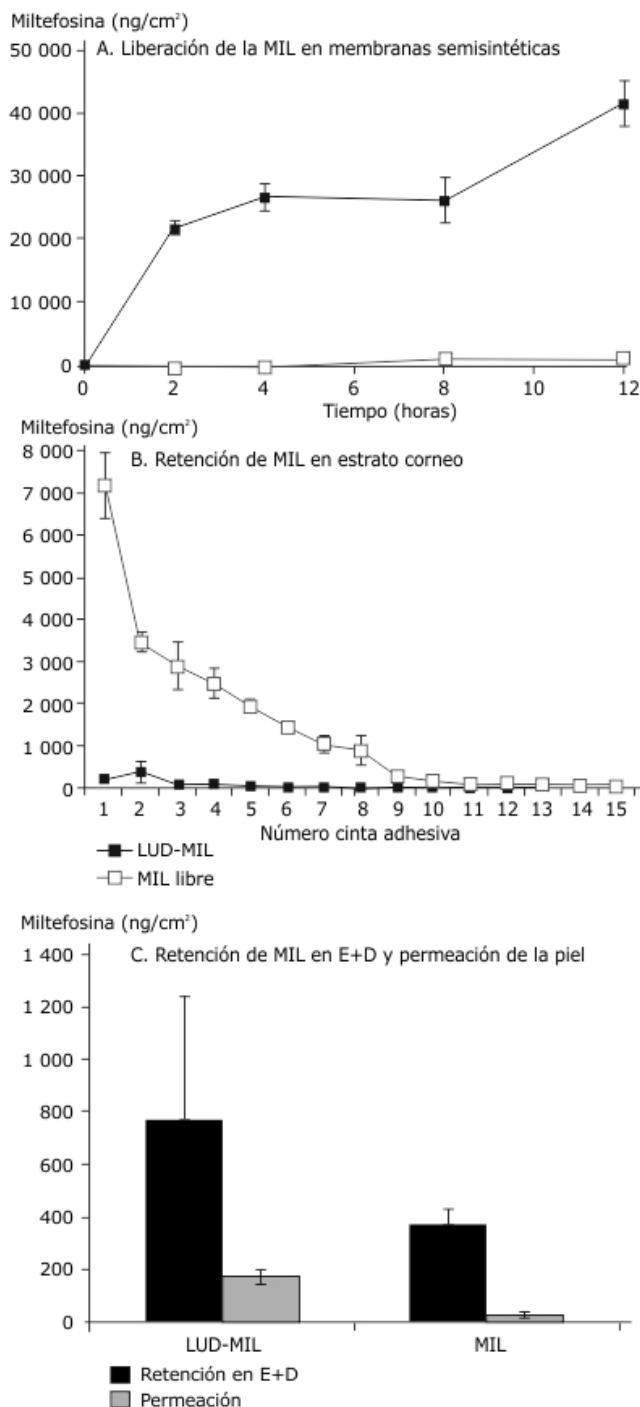 Miltefosina (ng/cm²)
A. Liberación de la MIL en membranas semisintéticas
50 000
40 000
30 000
20 000
10 000
0
0 2 4 6 8 10 12
Tiempo (horas)
Miltefosina (ng/cm²)
B. Retención de MIL en estrato corneo
8 000
7 000
6 000
5 000
4 000
3 000
2 000
1 000
0
1 2 3 4 5 6 7 8 9 10 11 12 13 14 15
Número cinta adhesiva
LUD-MIL
MIL libre
Miltefosina (ng/cm²)
C. Retención de MIL en E+D y permeación de la piel
1 400
1 200
1 000
800
600
400
200
0
LUD-MIL MIL
Retención en E+D
Permeación